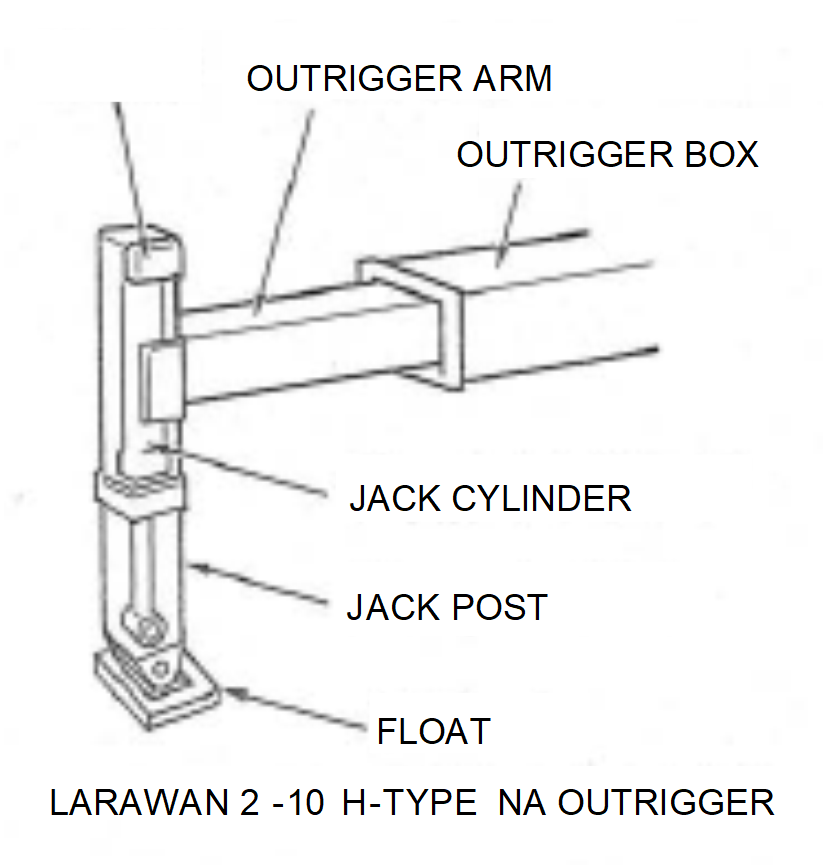 OUTRIGGER ARM
OUTRIGGER BOX
JACK CYLINDER
JACK POST
FLOAT
LARAWAN 2 -10 H-TYPE NA OUTRIGGER